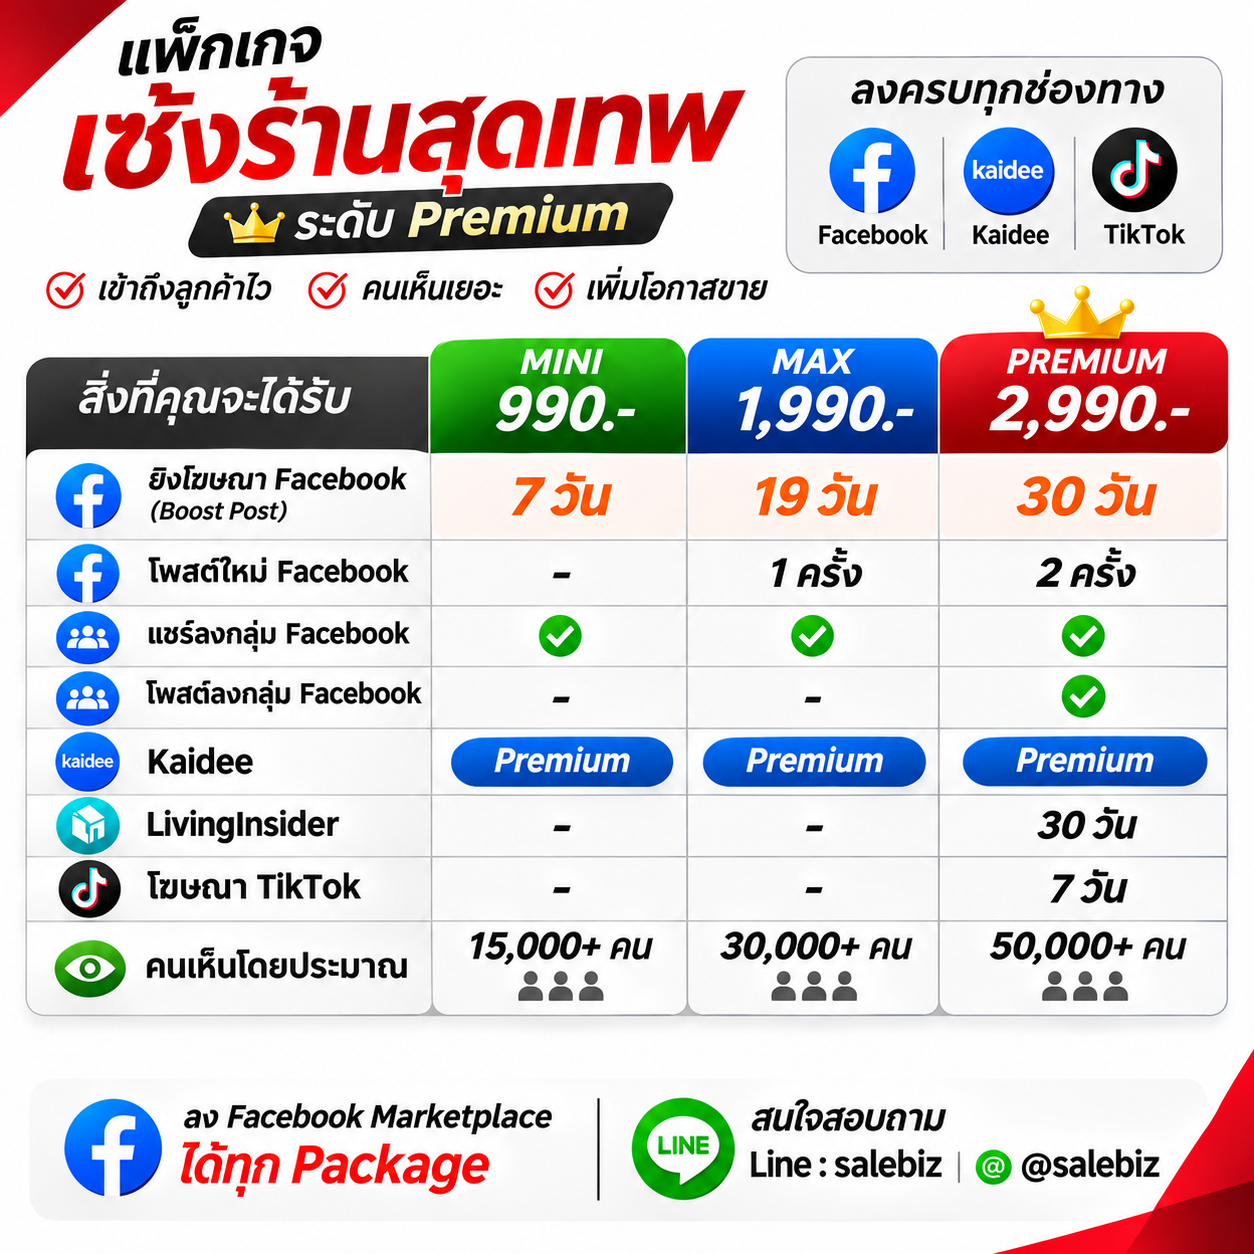 แพ็กเกจ
เซ้งร้านสุดเทพ
ระดับ Premium
เข้าถึงลูกค้าไว คนเห็นเยอะ เพิ่มโอกาสขาย
ลงครบทุกช่องทาง
kaidee
Facebook Kaidee TikTok
สิ่งที่คุณจะได้รับ
MINI
990.-
MAX
1,990.-
PREMIUM
2,990.-
ยิงโฆษณา Facebook
(Boost Post)
7 วัน 19 วัน 30 วัน
โพสต์ใหม่ Facebook - 1 ครั้ง 2 ครั้ง
แชร์ลงกลุ่ม Facebook
โพสต์ลงกลุ่ม Facebook - -
kaidee Kaidee Premium Premium Premium
LivingInsider - - 30 วัน
โฆษณา TikTok - - 7 วัน
คนเห็นโดยประมาณ 15,000+ คน 30,000+ คน 50,000+ คน
ลง Facebook Marketplace
ได้ทุก Package
LINE
สนใจสอบถาม
Line : salebiz | @ @salebiz